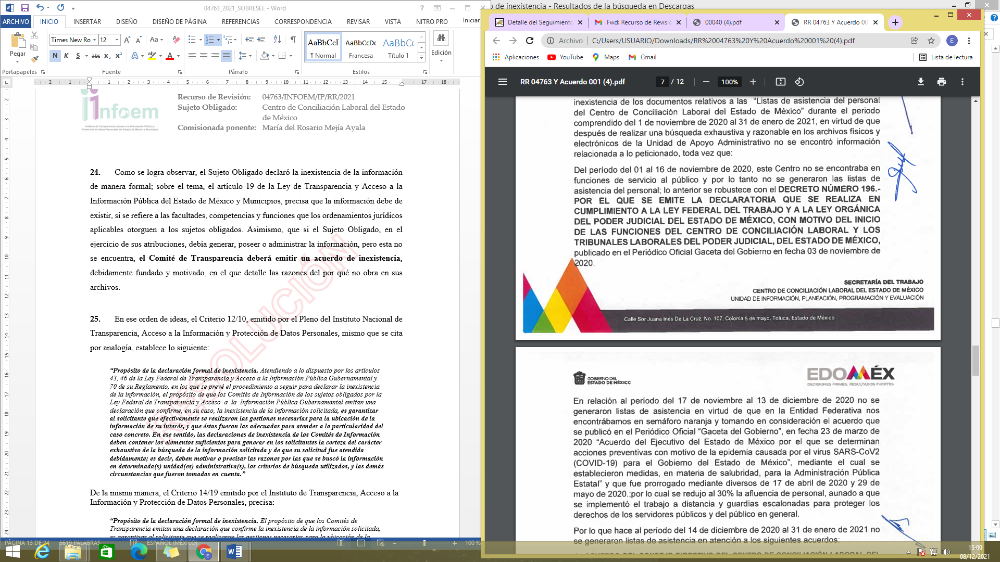 04763_2021_SOBRESEE - Word
ARCHIVO INICIO INSERTAR DISEÑO DISEÑO DE PÁGINA REFERENCIAS CORRESPONDENCIA REVISAR VISTA NITRO PRO Iniciar
Times New Ro 12
Pegar
N K S abc x₂ x²
AaBbCcI AaBbCcDc AaBbCc
¶ Normal Francesa Título 1
Edición
Portapapeles Fuente Párrafo Estilos
infoem
Instituto de Transparencia, Acceso a la Información Pública y
Protección de Datos Personales del Estado de México y Municipios
Recurso de Revisión: 04763/INFOEM/IP/RR/2021
Sujeto Obligado: Centro de Conciliación Laboral del Estado
de México
Comisionada ponente: María del Rosario Mejía Ayala
24. Como se logra observar, el Sujeto Obligado declaró la inexistencia de la información
de manera formal; sobre el tema, el artículo 19 de la Ley de Transparencia y Acceso a la
Información Pública del Estado de México y Municipios, precisa que la información debe de
existir, si se refiere a las facultades, competencias y funciones que los ordenamientos jurídicos
aplicables otorguen a los sujetos obligados. Asimismo, que si el Sujeto Obligado, en el
ejercicio de sus atribuciones, debía generar, poseer o administrar la información, pero esta no
se encuentra, el Comité de Transparencia deberá emitir un acuerdo de inexistencia,
debidamente fundado y motivado, en el que detalle las razones del por qué no obra en sus
archivos.
RESOLUCIÓN
25. En ese orden de ideas, el Criterio 12/10, emitido por el Pleno del Instituto Nacional de
Transparencia, Acceso a la Información y Protección de Datos Personales, mismo que se cita
por analogía, establece lo siguiente:
“Propósito de la declaración formal de inexistencia. Atendiendo a lo dispuesto por los artículos
43, 46 de la Ley Federal de Transparencia y Acceso a la Información Pública Gubernamental y
70 de su Reglamento, en los que se prevé el procedimiento a seguir para declarar la inexistencia
de la información, el propósito de que los Comités de Información de los sujetos obligados por la
Ley Federal de Transparencia y Acceso a la Información Pública Gubernamental emitan una
declaración que confirme, en su caso, la inexistencia de la información solicitada, es garantizar
al solicitante que efectivamente se realizaron las gestiones necesarias para la ubicación de la
información de su interés, y que éstas fueron las adecuadas para atender a la particularidad del
caso concreto. En ese sentido, las declaraciones de inexistencia de los Comités de Información
deben contener los elementos suficientes para generar en los solicitantes la certeza del carácter
exhaustivo de la búsqueda de la información solicitada y de que su solicitud fue atendida
debidamente; es decir, deben motivar o precisar las razones por las que se buscó la información
en determinada(s) unidad(es) administrativa(s), los criterios de búsqueda utilizados, y las demás
circunstancias que fueron tomadas en cuenta.”
De la misma manera, el Criterio 14/19 emitido por el Instituto de Transparencia, Acceso a la
Información y Protección de Datos Personales, precisa:
“Propósito de la declaración formal de inexistencia. El propósito de que los Comités de
Transparencia emitan una declaración que confirme la inexistencia de la información solicitada,
es garantizar al solicitante que se realizaron las gestiones necesarias para la ubicación de la
PÁGINA 13 DE 24 5619 PALABRAS ESPAÑOL (MÉXICO) 100 %
o de inexistencia - Resultados de la búsqueda en Descargas
Detalle del Seguimiento Fwd: Recurso de Revisió 00040 (4).pdf RR 04763 Y Acuerdo 00
Archivo C:/Users/USUARIO/Downloads/RR%2004763%20Y%20Acuerdo%20001%20(4).pdf E
Aplicaciones YouTube Maps Gmail Lista de lectura
RR 04763 Y Acuerdo 001 (4).pdf 7 / 12 100%
inexistencia de los documentos relativos a las “Listas de asistencia del personal
del Centro de Conciliación Laboral del Estado de México” durante el periodo
comprendido del 1 de noviembre de 2020 al 31 de enero de 2021, en virtud de que
después de realizar una búsqueda exhaustiva y razonable en los archivos físicos y
electrónicos de la Unidad de Apoyo Administrativo no se encontró información
relacionada a lo peticionado, toda vez que:
Del período del 01 al 16 de noviembre de 2020, este Centro no se encontraba en
funciones de servicio al público y por lo tanto no se generaron las listas de
asistencia del personal; lo anterior se robustece con el DECRETO NÚMERO 196.-
POR EL QUE SE EMITE LA DECLARATORIA QUE SE REALIZA EN
CUMPLIMIENTO A LA LEY FEDERAL DEL TRABAJO Y A LA LEY ORGÁNICA
DEL PODER JUDICIAL DEL ESTADO DE MÉXICO, CON MOTIVO DEL INICIO
DE LAS FUNCIONES DEL CENTRO DE CONCILIACIÓN LABORAL Y LOS
TRIBUNALES LABORALES DEL PODER JUDICIAL, DEL ESTADO DE MÉXICO,
publicado en el Periódico Oficial Gaceta del Gobierno en fecha 03 de noviembre de
2020.
SECRETARÍA DEL TRABAJO
CENTRO DE CONCILIACIÓN LABORAL DEL ESTADO DE MÉXICO
UNIDAD DE INFORMACIÓN, PLANEACIÓN, PROGRAMACIÓN Y EVALUACIÓN
Calle Sor Juana Inés De La Cruz. No. 107, Colonia 5 de mayo, Toluca, Estado de México
GOBIERNO DEL
ESTADO DE MÉXICO
EDOMÉX
DECISIONES FIRMES. RESULTADOS FUERTES
En relación al período del 17 de noviembre al 13 de diciembre de 2020 no se
generaron listas de asistencia en virtud de que en la Entidad Federativa nos
encontrábamos en semáforo naranja y tomando en consideración el acuerdo que
se publicó en el Periódico Oficial “Gaceta del Gobierno”, en fecha 23 de marzo de
2020 “Acuerdo del Ejecutivo del Estado de México por el que se determinan
acciones preventivas con motivo de la epidemia causada por el virus SARS-CoV2
(COVID-19) para el Gobierno del Estado de México”, mediante el cual se
establecieron medidas, en materia de salubridad, para la Administración Pública
Estatal” y que fue prorrogado mediante diversos de 17 de abril de 2020 y 29 de
mayo de 2020.;por lo cual se redujo al 30% la afluencia de personal, aunado a que
se implementó el trabajo a distancia y guardias escalonadas para proteger los
derechos de los servidores públicos y del público en general.
Por lo que hace al período del 14 de diciembre de 2020 al 31 de enero de 2021 no
se generaron listas de asistencia en atención a los siguientes acuerdos:
15:09
08/12/2021